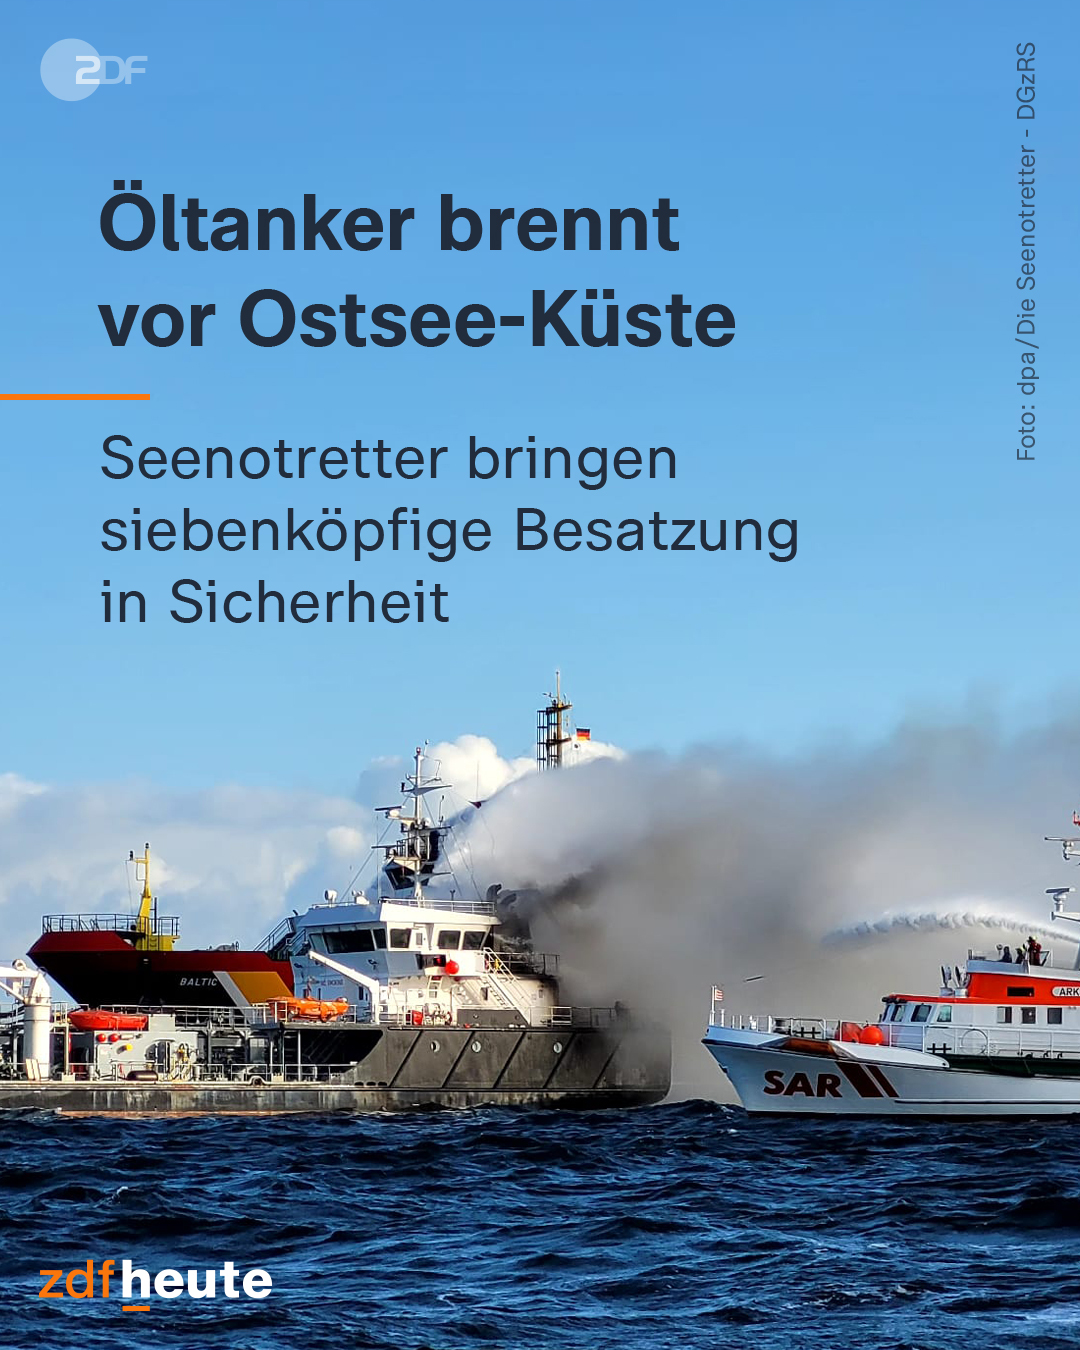 ZDF
Foto: dpa/Die Seenotretter - DGzRS
Öltanker brennt
vor Ostsee-Küste
Seenotretter bringen
siebenköpfige Besatzung
in Sicherheit
BALTIC
ARK
SAR
zdfheute